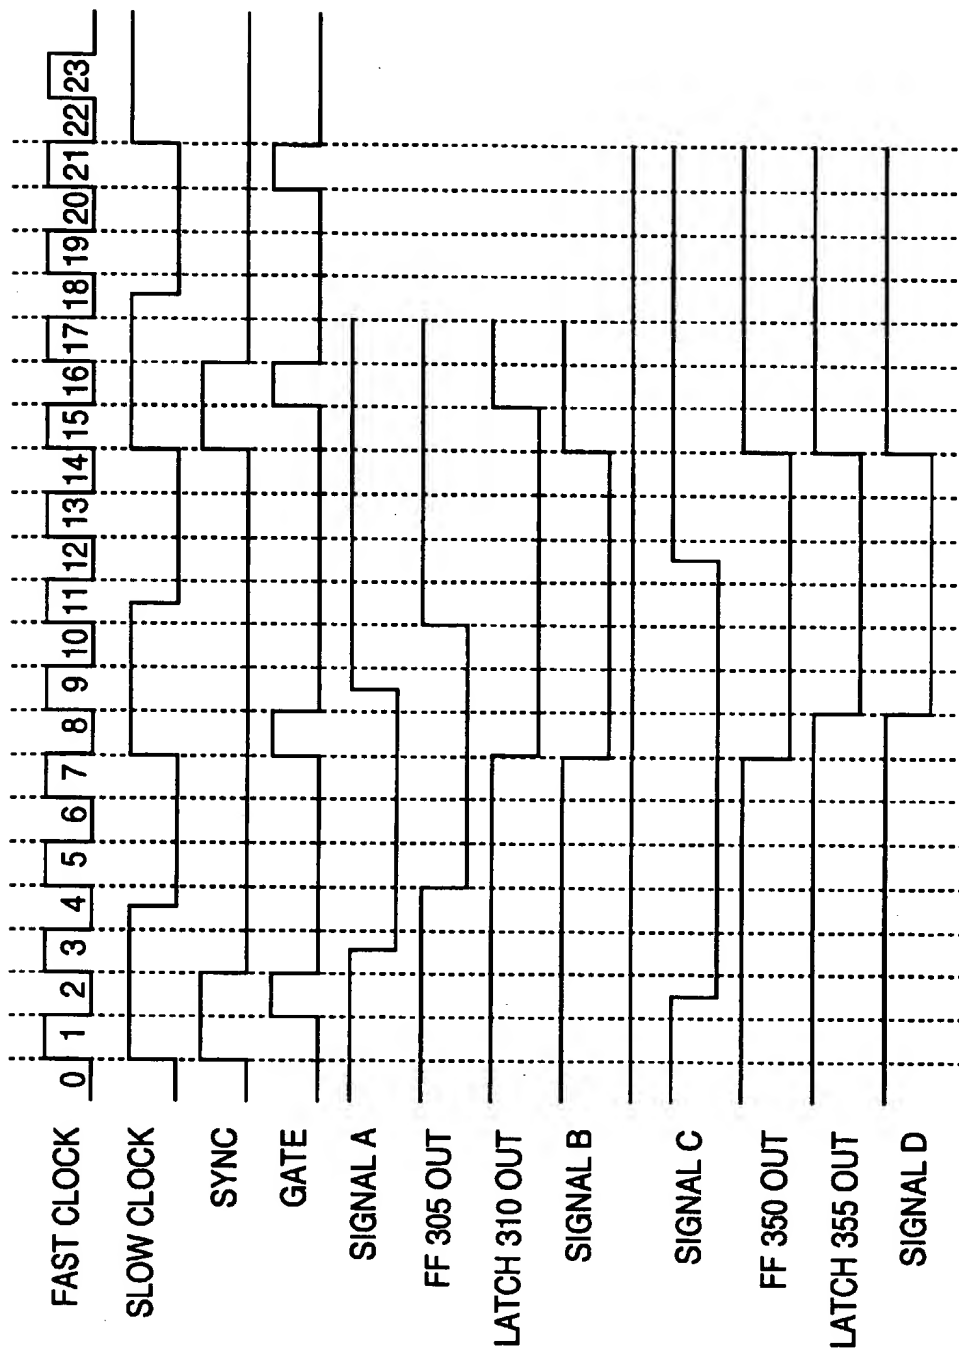 FAST CLOCK
0 1 2 3 4 5 6 7 8 9 10 11 12 13 14 15 16 17 18 19 20 21 22 23
SLOW CLOCK
SYNC
GATE
SIGNAL A
FF 305 OUT
LATCH 310 OUT
SIGNAL B
SIGNAL C
FF 350 OUT
LATCH 355 OUT
SIGNAL D